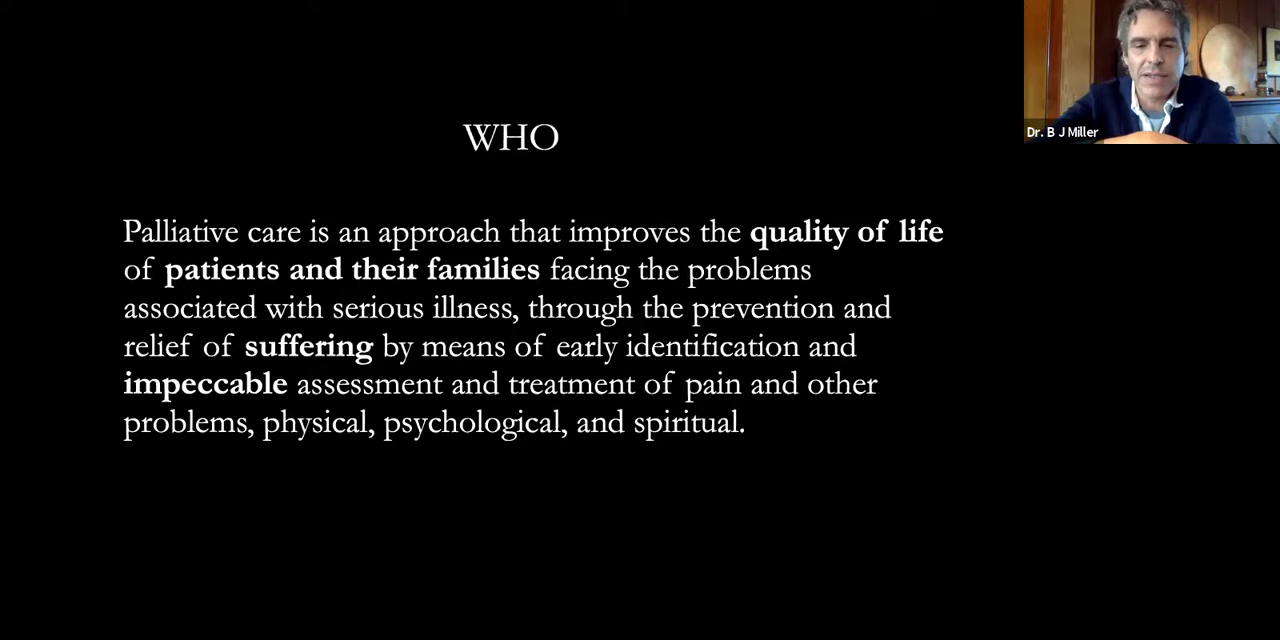 WHO
Palliative care is an approach that improves the quality of life
of patients and their families facing the problems
associated with serious illness, through the prevention and
relief of suffering by means of early identification and
impeccable assessment and treatment of pain and other
problems, physical, psychological, and spiritual.
Dr. B J Miller